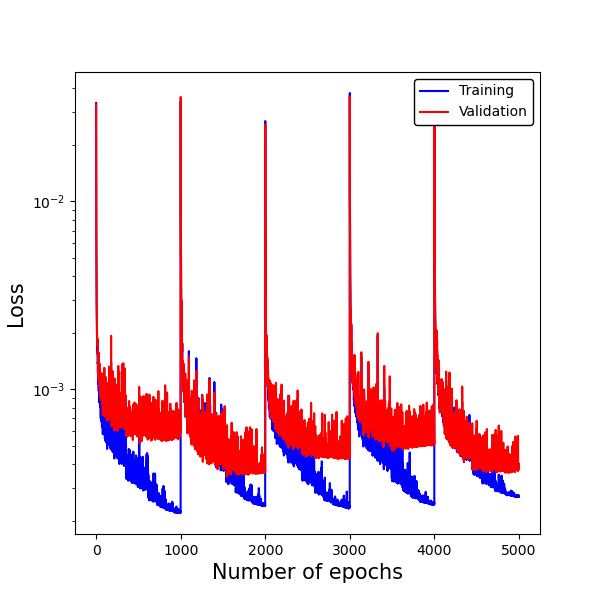 Training
Validation
10⁻²
10⁻³
Loss
0 1000 2000 3000 4000 5000
Number of epochs